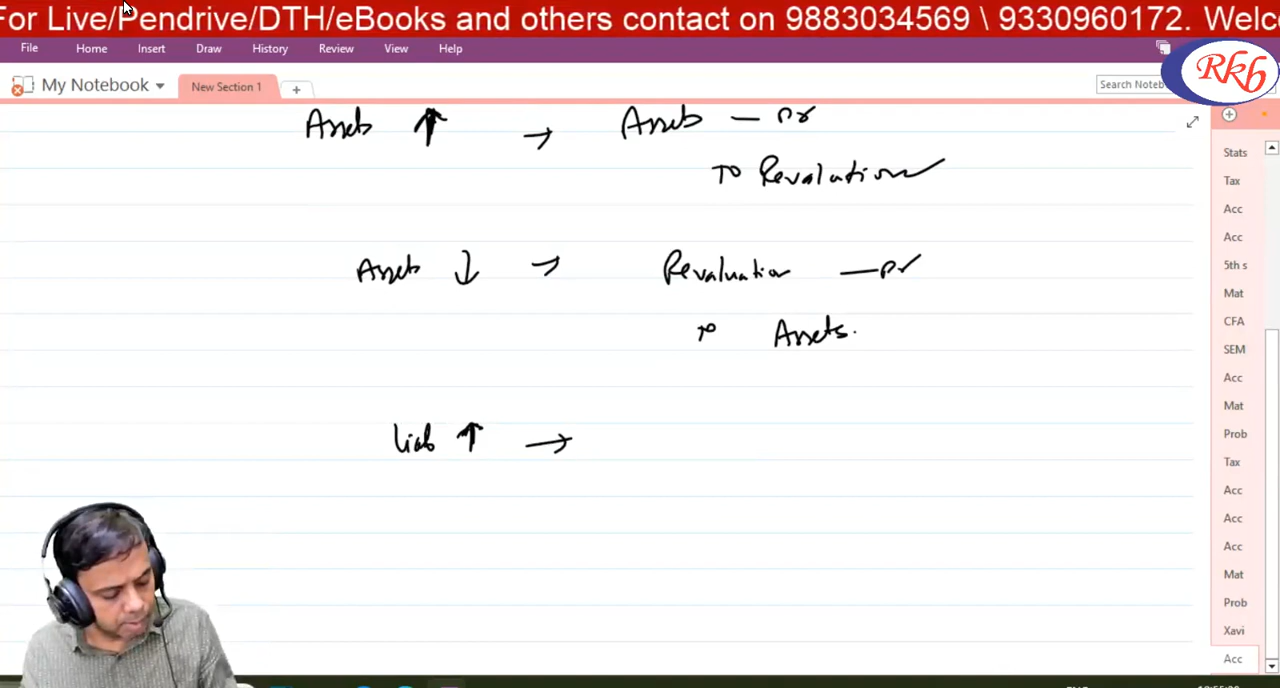 For Live/Pendrive/DTH/eBooks and others contact on 9883034569 \ 9330960172. Welc
File Home Insert Draw History Review View Help
Rkb
My Notebook New Section 1 + Search Noteb
Assets ↑ → Assets — Dr
To Revaluation
Assets ↓ → Revaluation — Dr
To Assets.
Liab ↑ →
Stats
Tax
Acc
Acc
5th s
Mat
CFA
SEM
Acc
Mat
Prob
Tax
Acc
Acc
Acc
Mat
Prob
Xavi
Acc